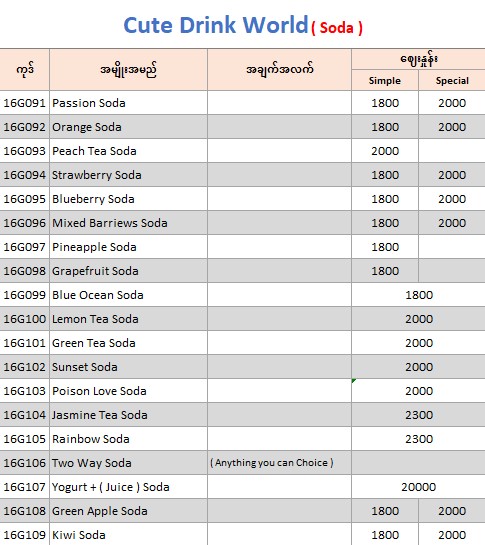 Cute Drink World ( Soda )
ကုဒ် အမျိုးအမည် အချက်အလက် ဈေးနှုန်း
Simple Special
16G091 Passion Soda 1800 2000
16G092 Orange Soda 1800 2000
16G093 Peach Tea Soda 2000
16G094 Strawberry Soda 1800 2000
16G095 Blueberry Soda 1800 2000
16G096 Mixed Barriews Soda 1800 2000
16G097 Pineapple Soda 1800
16G098 Grapefruit Soda 1800
16G099 Blue Ocean Soda 1800
16G100 Lemon Tea Soda 2000
16G101 Green Tea Soda 2000
16G102 Sunset Soda 2000
16G103 Poison Love Soda 2000
16G104 Jasmine Tea Soda 2300
16G105 Rainbow Soda 2300
16G106 Two Way Soda ( Anything you can Choice )
16G107 Yogurt + ( Juice ) Soda 20000
16G108 Green Apple Soda 1800 2000
16G109 Kiwi Soda 1800 2000